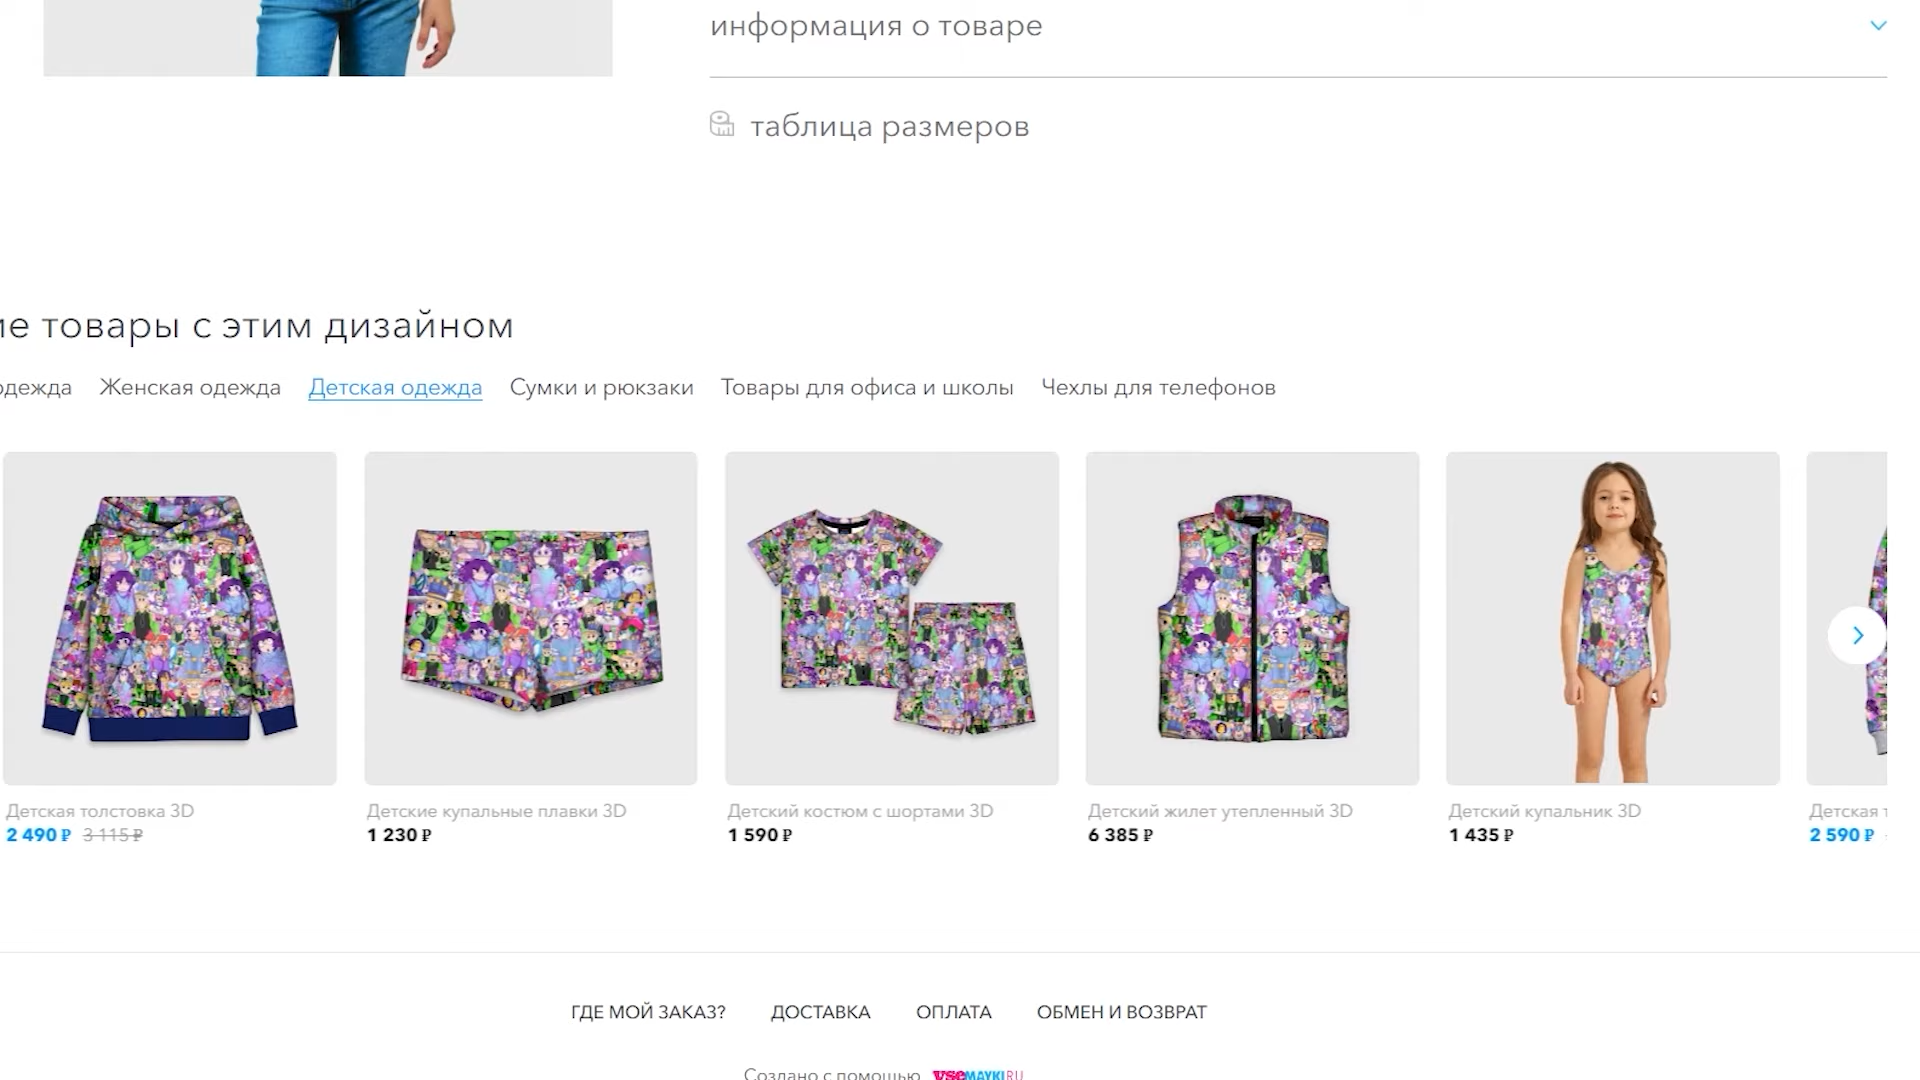 информация о товаре
таблица размеров
ие товары с этим дизайном
одежда Женская одежда Детская одежда Сумки и рюкзаки Товары для офиса и школы Чехлы для телефонов
Детская толстовка 3D
2 490 ₽ 3 115 ₽
Детские купальные плавки 3D
1 230 ₽
Детский костюм с шортами 3D
1 590 ₽
Детский жилет утепленный 3D
6 385 ₽
Детский купальник 3D
1 435 ₽
Детская т
2 590 ₽
ГДЕ МОЙ ЗАКАЗ? ДОСТАВКА ОПЛАТА ОБМЕН И ВОЗВРАТ
Создано с помощью vseMAYKI.RU